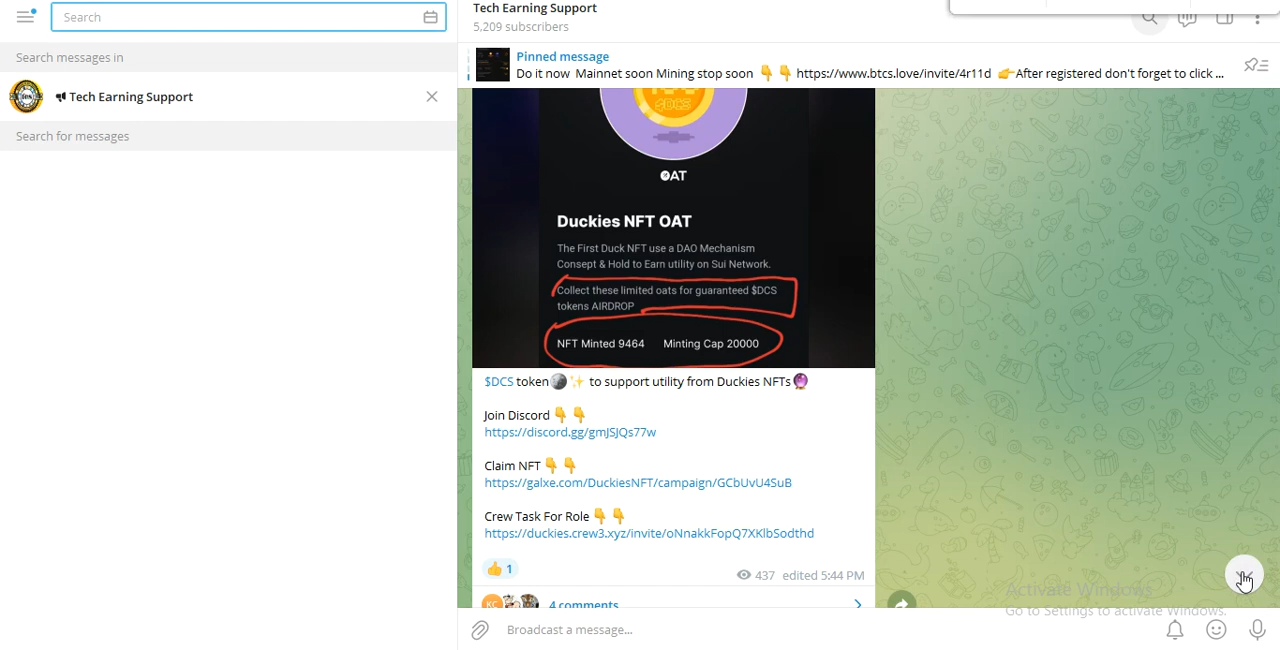 Search
Search messages in
Tech Earning Support
Search for messages
Tech Earning Support
5,209 subscribers
Pinned message
Do it now Mainnet soon Mining stop soon 👇 👇 https://www.btcs.love/invite/4r11d 👉After registered don't forget to click ...
$DCS
OAT
Duckies NFT OAT
The First Duck NFT use a DAO Mechanism
Concept & Hold to Earn utility on Sui Network.
Collect these limited oats for guaranteed $DCS
tokens AIRDROP
NFT Minted 9464 Minting Cap 20000
$DCS token🌑✨ to support utility from Duckies NFTs🔮
Join Discord 👇 👇
https://discord.gg/gmJSJQs77w
Claim NFT 👇 👇
https://galxe.com/DuckiesNFT/campaign/GCbUvU4SuB
Crew Task For Role 👇 👇
https://duckies.crew3.xyz/invite/oNnakkFopQ7XKlbSodthd
👍 1
437 edited 5:44 PM
KC
4 comments
Activate Windows
Go to Settings to activate Windows.
Broadcast a message...